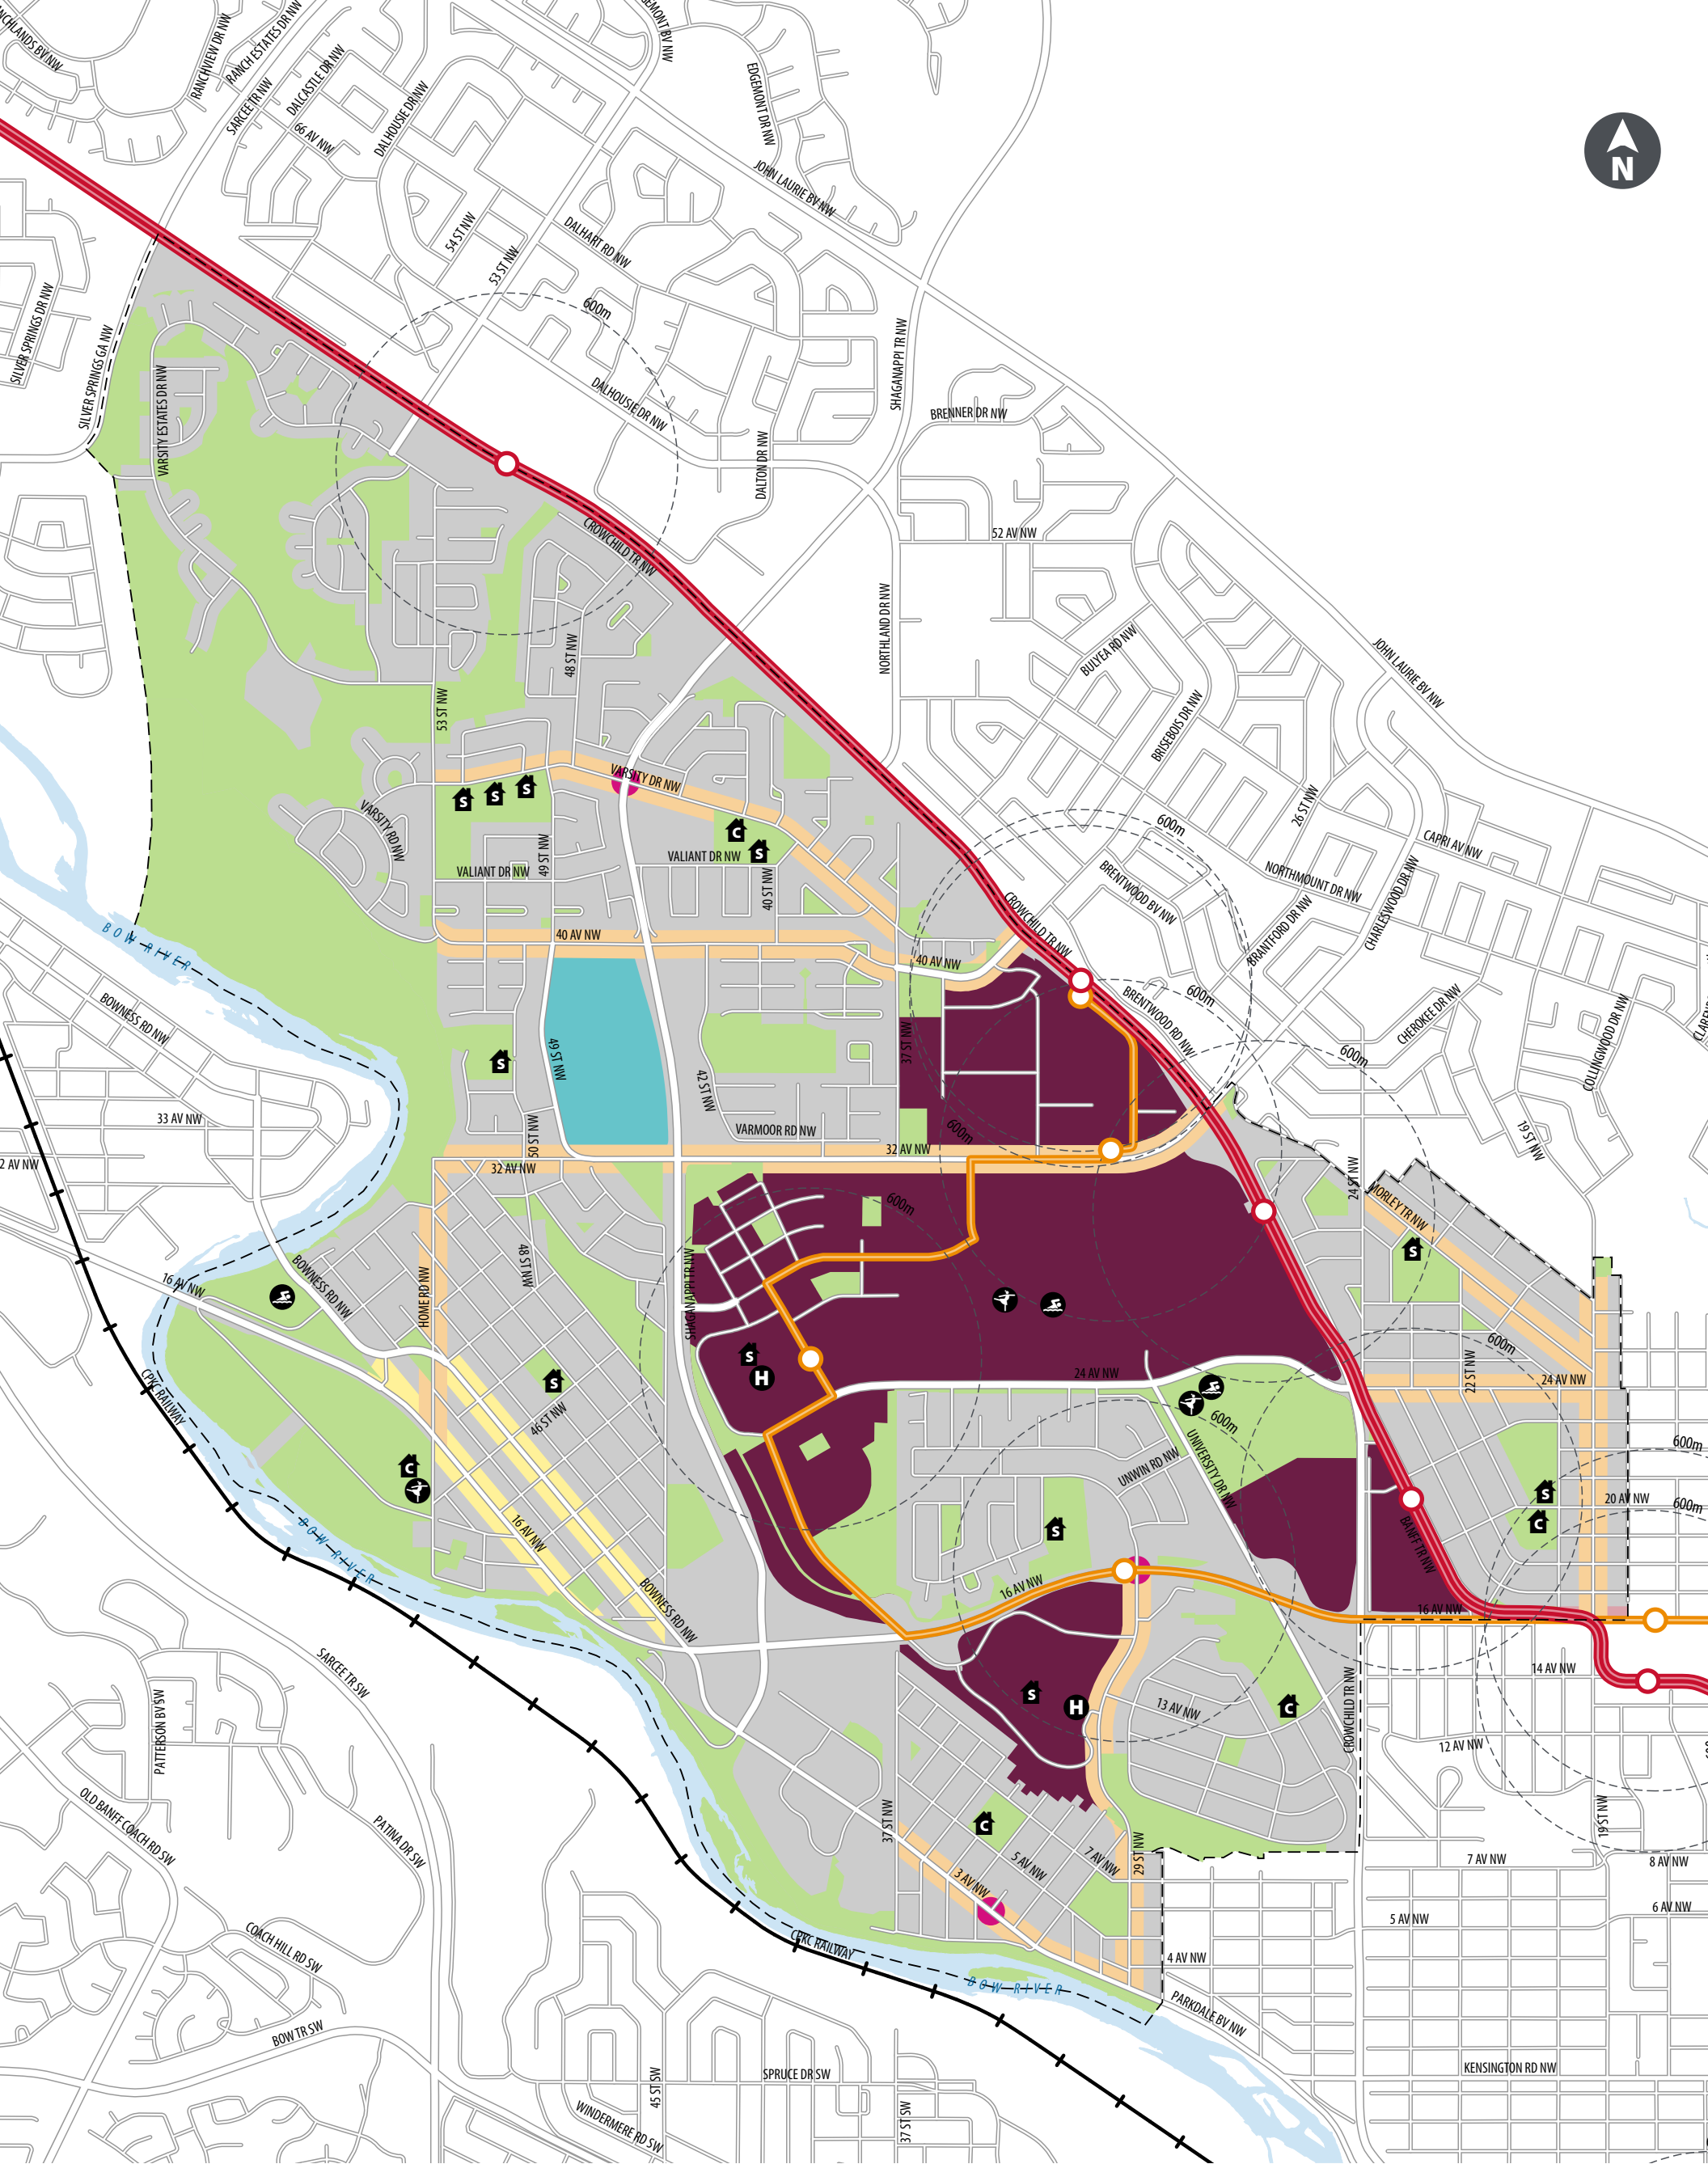 RANCHVIEW DR NW
RANCH ESTATES DR NW
SARCEE TR NW
DALCASTLE DR NW
66 AV NW
DALHOUSIE DR NW
EDGEMONT DR NW
JOHN LAURIE BV NW
N
54 ST NW
53 ST NW
DALHART RD NW
600m
SILVER SPRINGS DR NW
SILVER SPRINGS GA NW
VARSITY ESTATES DR NW
DALHOUSIE DR NW
SHAGANAPPI TR NW
BRENNER DR NW
DALTON DR NW
CROWCHILD TR NW
52 AV NW
NORTHLAND DR NW
48 ST NW
53 ST NW
BULYEA RD NW
BRISEBOIS DR NW
JOHN LAURIE BV NW
VARSITY DR NW
S
S
S
C
S
VARSITY RD NW
VALIANT DR NW
49 ST NW
VALIANT DR NW
40 ST NW
600m
26 ST NW
CAPRI AV NW
NORTHMOUNT DR NW
BRENTWOOD BV NW
CHARLESWOOD DR NW
BRANTFORD DR NW
CROWCHILD TR NW
40 AV NW
40 AV NW
BOW RIVER
BOWNESS RD NW
600m
BRENTWOOD RD NW
CHEROKEE DR NW
COLLINGWOOD DR NW
37 ST NW
600m
S
49 ST NW
42 ST NW
33 AV NW
50 ST NW
VARMOOR RD NW
600m
19 ST NW
32 AV NW
32 AV NW
24 ST NW
MORLEY TR NW
S
600m
48 ST NW
BOWNESS RD NW
16 AV NW
HOME RD NW
SHAGANAPPI TR NW
S
H
24 AV NW
600m
22 ST NW
24 AV NW
CPKC RAILWAY
S
46 ST NW
600m
UNIVERSITY DR NW
UNWIN RD NW
600m
C
S
20 AV NW
600m
C
S
BOW RIVER
16 AV NW
BANFF TR NW
BOWNESS RD NW
16 AV NW
16 AV NW
SARCEE TR SW
14 AV NW
PATTERSON BV SW
S
H
13 AV NW
C
CROWCHILD TR NW
12 AV NW
OLD BANFF COACH RD SW
PATINA DR SW
37 ST NW
C
19 ST NW
5 AV NW
7 AV NW
29 ST NW
7 AV NW
8 AV NW
3 AV NW
6 AV NW
5 AV NW
COACH HILL RD SW
CPKC RAILWAY
4 AV NW
BOW RIVER
PARKDALE BV NW
BOW TR SW
KENSINGTON RD NW
45 ST SW
SPRUCE DR SW
WINDERMERE RD SW
37 ST SW